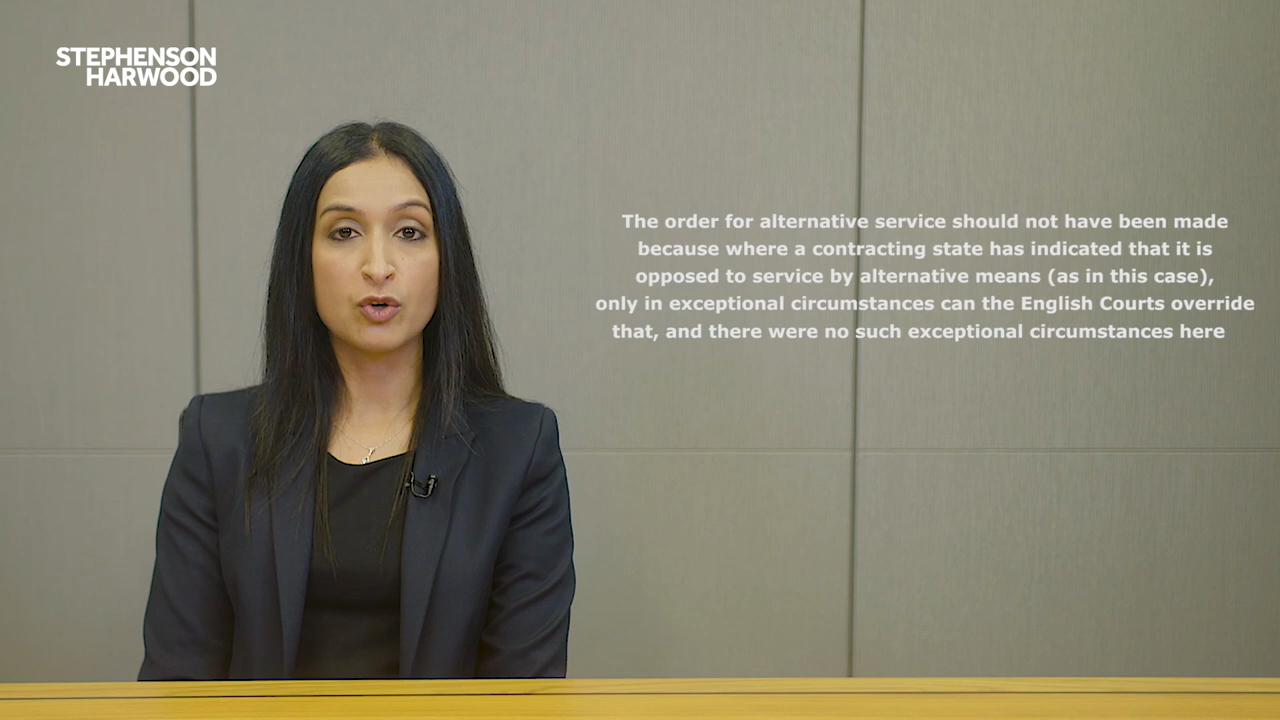 STEPHENSON
HARWOOD
The order for alternative service should not have been made
because where a contracting state has indicated that it is
opposed to service by alternative means (as in this case),
only in exceptional circumstances can the English Courts override
that, and there were no such exceptional circumstances here